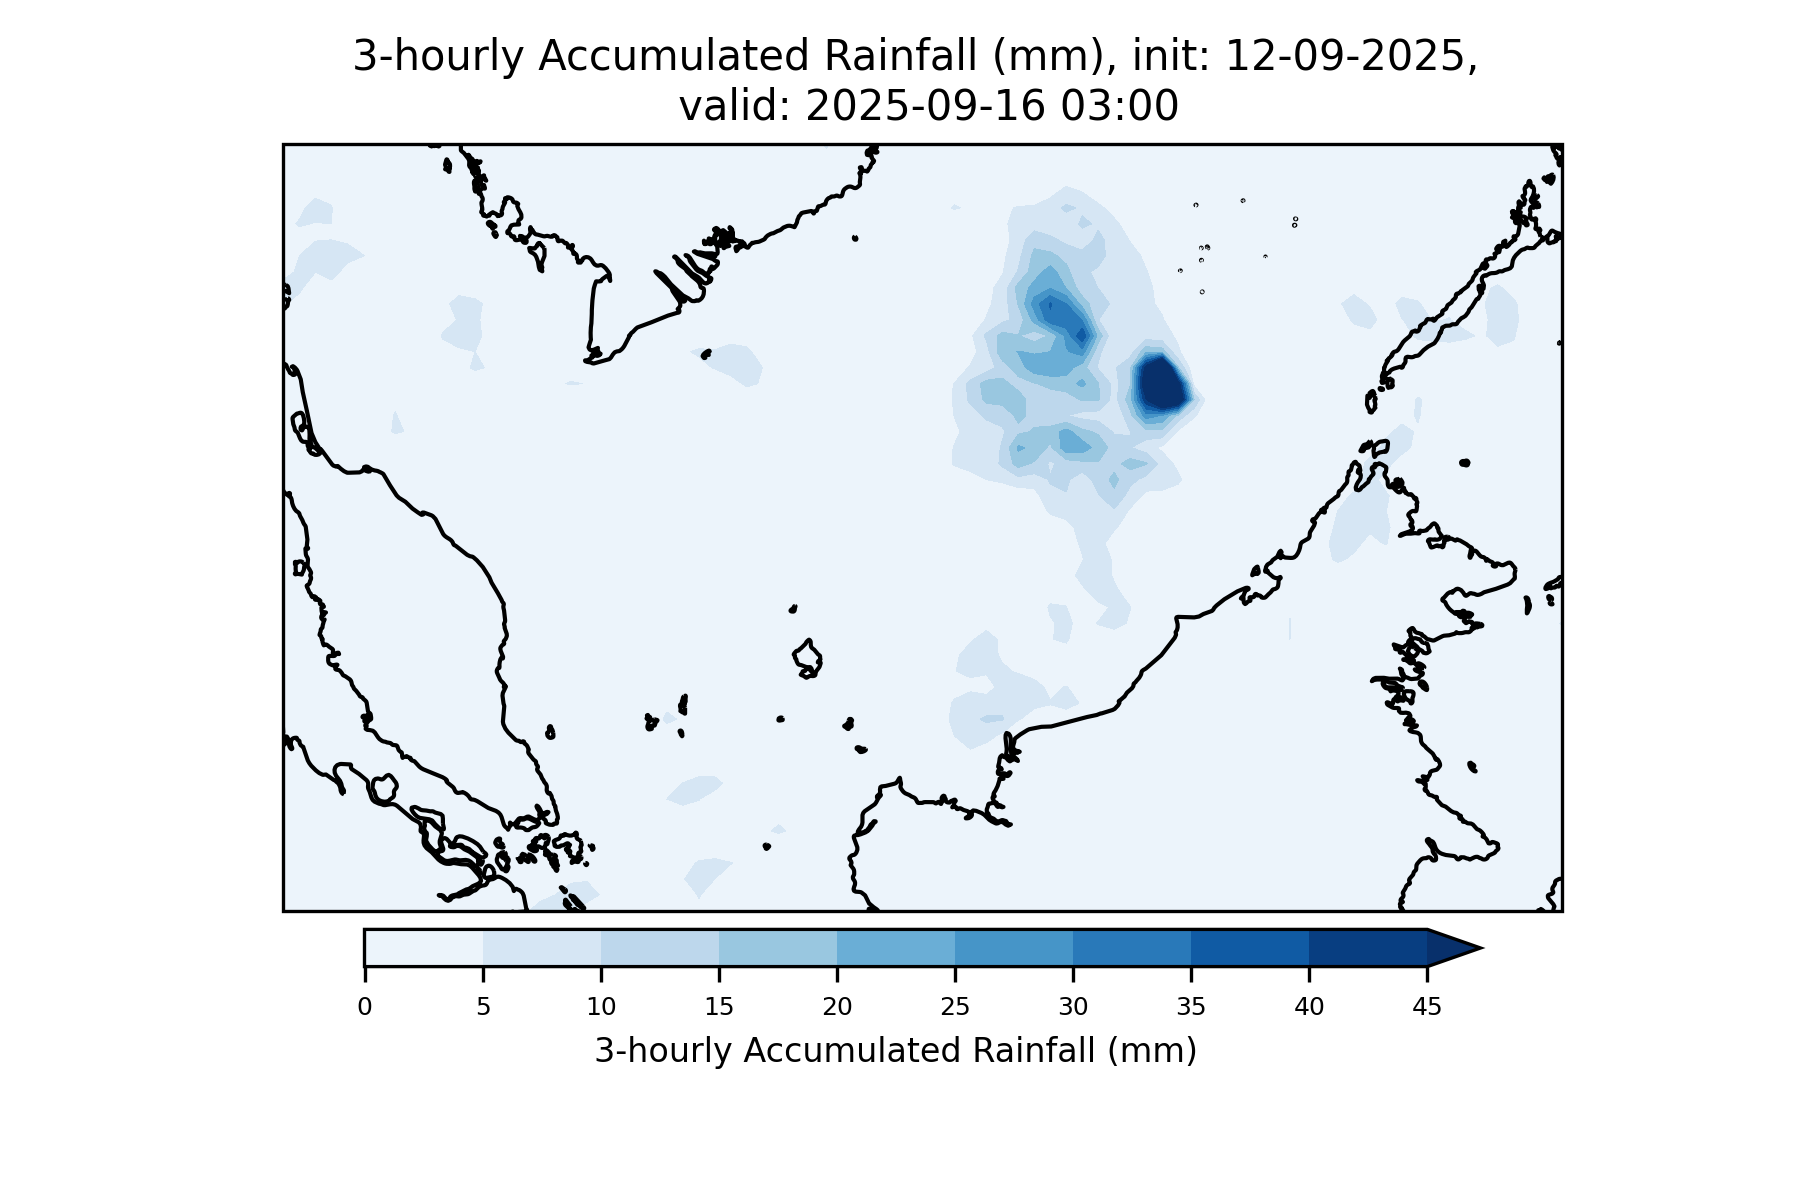 3-hourly Accumulated Rainfall (mm), init: 12-09-2025,
valid: 2025-09-16 03:00
0 5 10 15 20 25 30 35 40 45
3-hourly Accumulated Rainfall (mm)